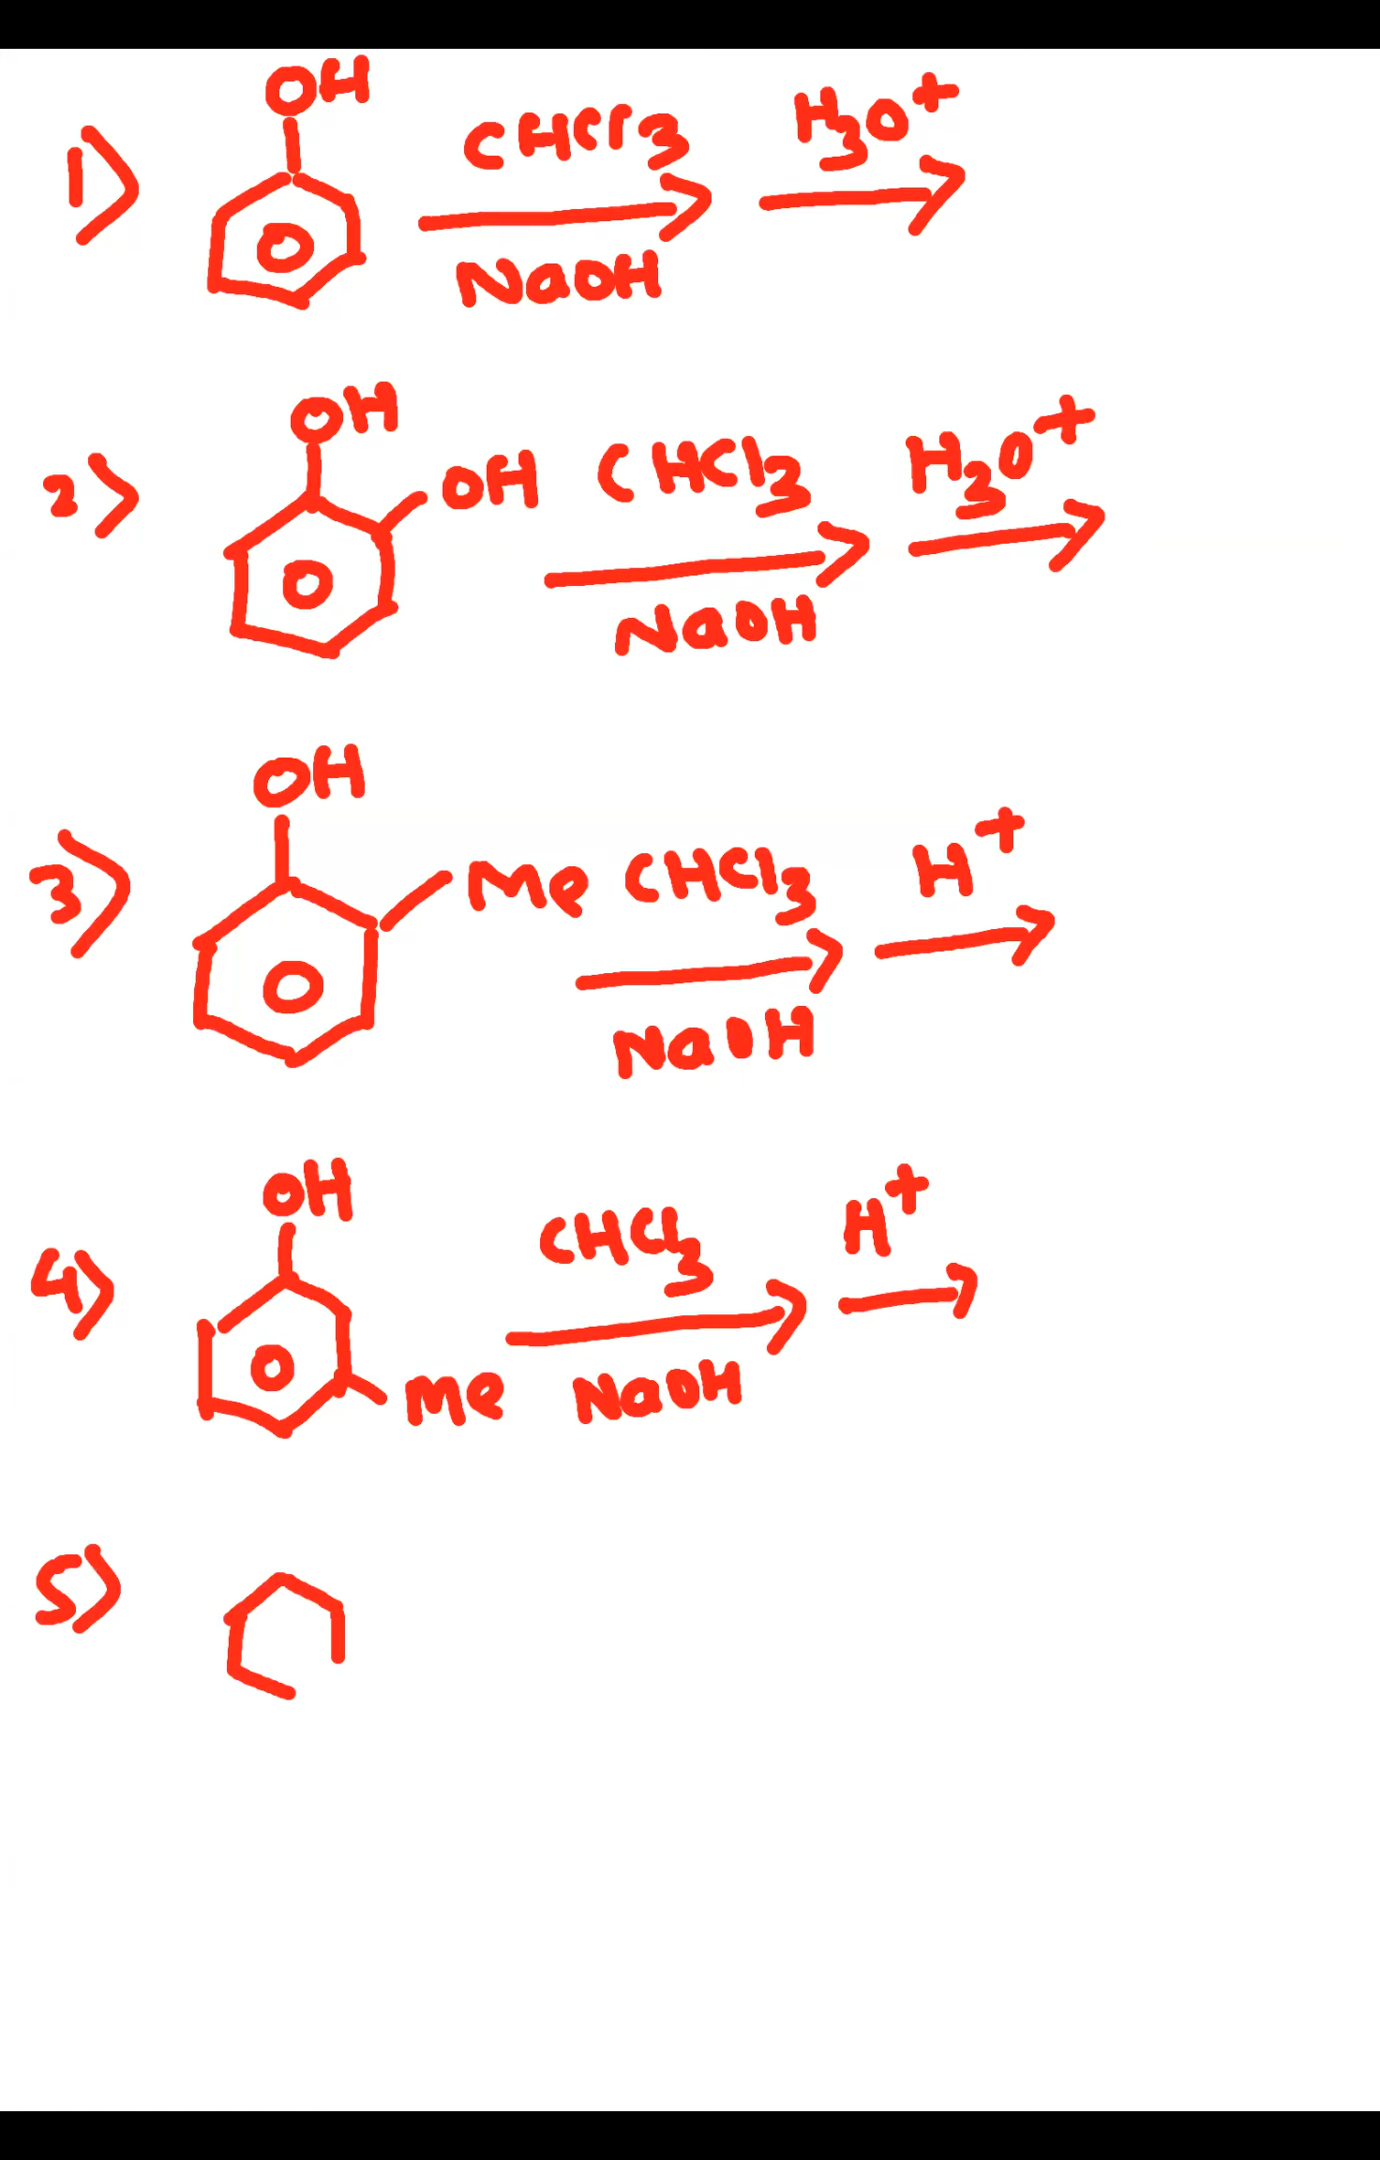 OH
1) CHCl3 H3O+
NaOH
OH
2) OH CHCl3 H3O+
NaOH
OH
3) Me CHCl3 H+
NaOH
OH
4) CHCl3 H+
Me NaOH
5)